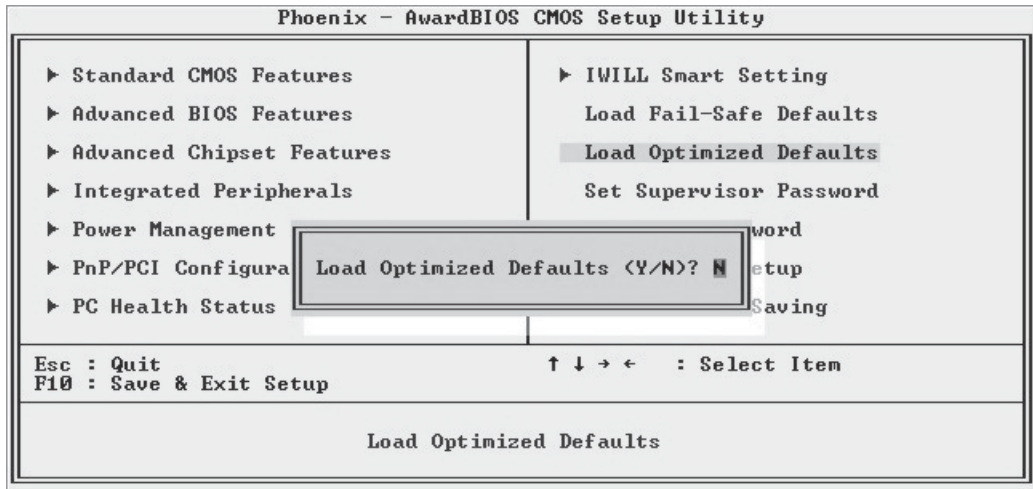 Phoenix - AwardBIOS CMOS Setup Utility
▶ Standard CMOS Features
▶ Advanced BIOS Features
▶ Advanced Chipset Features
▶ Integrated Peripherals
▶ Power Management
▶ PnP/PCI Configura
▶ PC Health Status
▶ IWILL Smart Setting
Load Fail-Safe Defaults
Load Optimized Defaults
Set Supervisor Password
word
etup
Saving
Load Optimized Defaults (Y/N)? N
Esc : Quit
F10 : Save & Exit Setup
↑ ↓ → ← : Select Item
Load Optimized Defaults